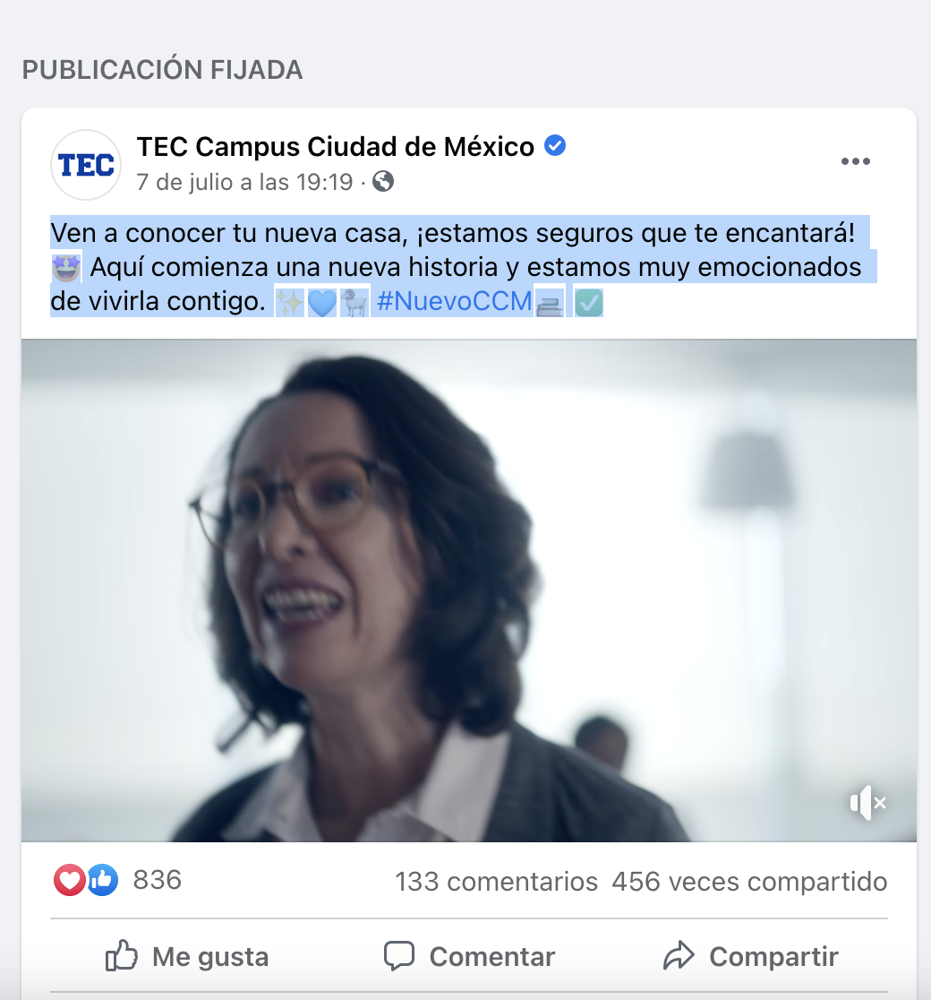 PUBLICACIÓN FIJADA
TEC
TEC Campus Ciudad de México
7 de julio a las 19:19 ·
Ven a conocer tu nueva casa, ¡estamos seguros que te encantará!
🤩 Aquí comienza una nueva historia y estamos muy emocionados
de vivirla contigo. ✨💙🐏 #NuevoCCM📚 ✅
836
133 comentarios 456 veces compartido
Me gusta
Comentar
Compartir